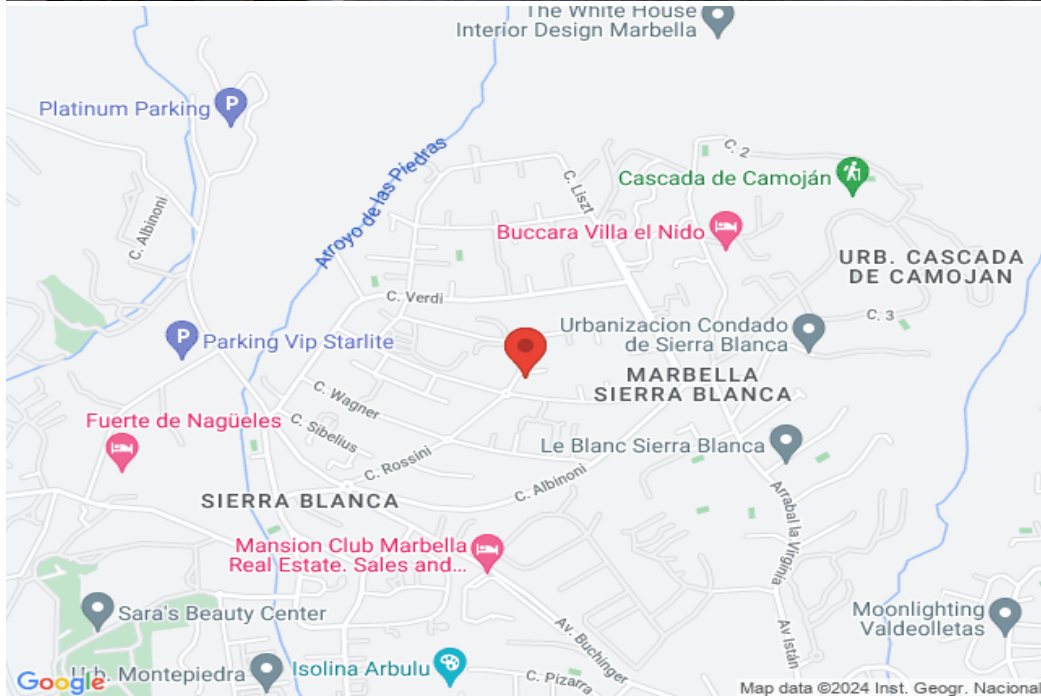 The White House
Interior Design Marbella
Platinum Parking
P
Arroyo de las Piedras
C. 2
Cascada de Camoján
C. Liszt
C. Albinoni
Buccara Villa el Nido
URB. CASCADA
DE CAMOJAN
C. Verdi
C. 3
Urbanizacion Condado
de Sierra Blanca
P
Parking Vip Starlite
MARBELLA
SIERRA BLANCA
C. Wagner
Fuerte de Nagüeles
C. Sibelius
Le Blanc Sierra Blanca
C. Rossini
C. Albinoni
SIERRA BLANCA
Arrabal la Virginia
Mansion Club Marbella
Real Estate. Sales and...
Sara's Beauty Center
Moonlighting
Valdeolletas
Av. Buchinger
Av Istán
Google
Urb. Montepiedra
Isolina Arbulu
C. Pizarra
Map data ©2024 Inst. Geogr. Nacional